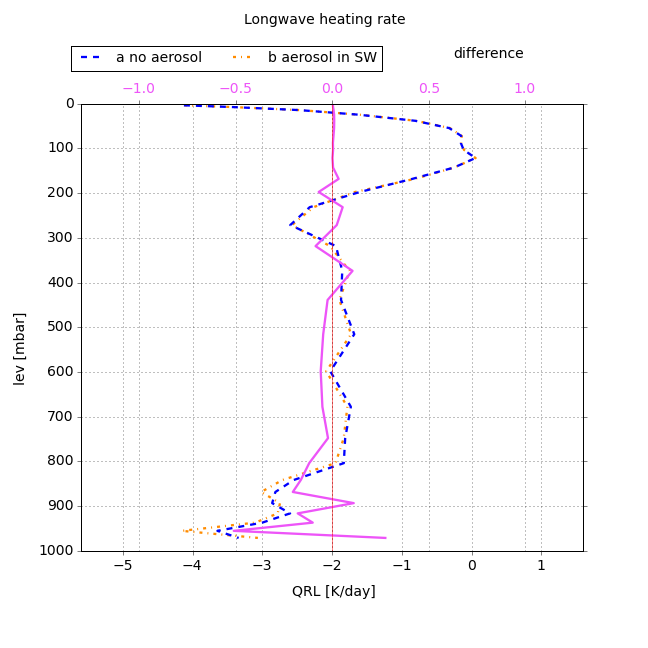 Longwave heating rate
a no aerosol b aerosol in SW difference
−1.0 −0.5 0.0 0.5 1.0
0
100
200
300
400
500
600
700
800
900
1000
lev [mbar]
−5 −4 −3 −2 −1 0 1
QRL [K/day]